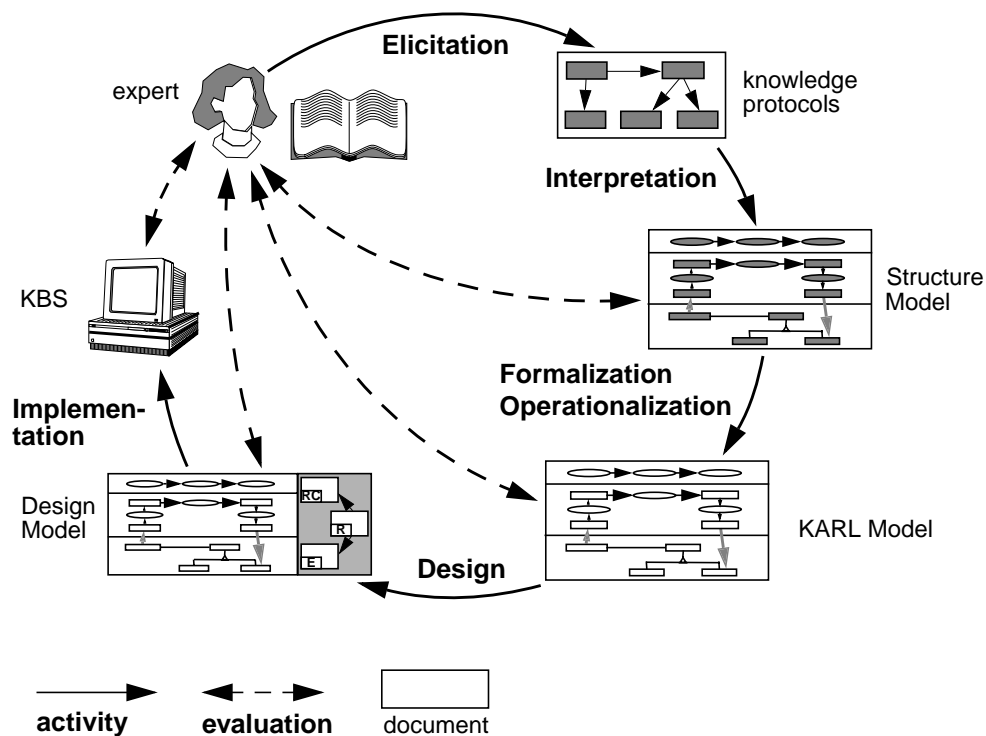 Elicitation
expert
knowledge
protocols
Interpretation
KBS
Structure
Model
Formalization
Operationalization
Implemen-
tation
Design
Model
RC
R
E
KARL Model
Design
activity
evaluation
document